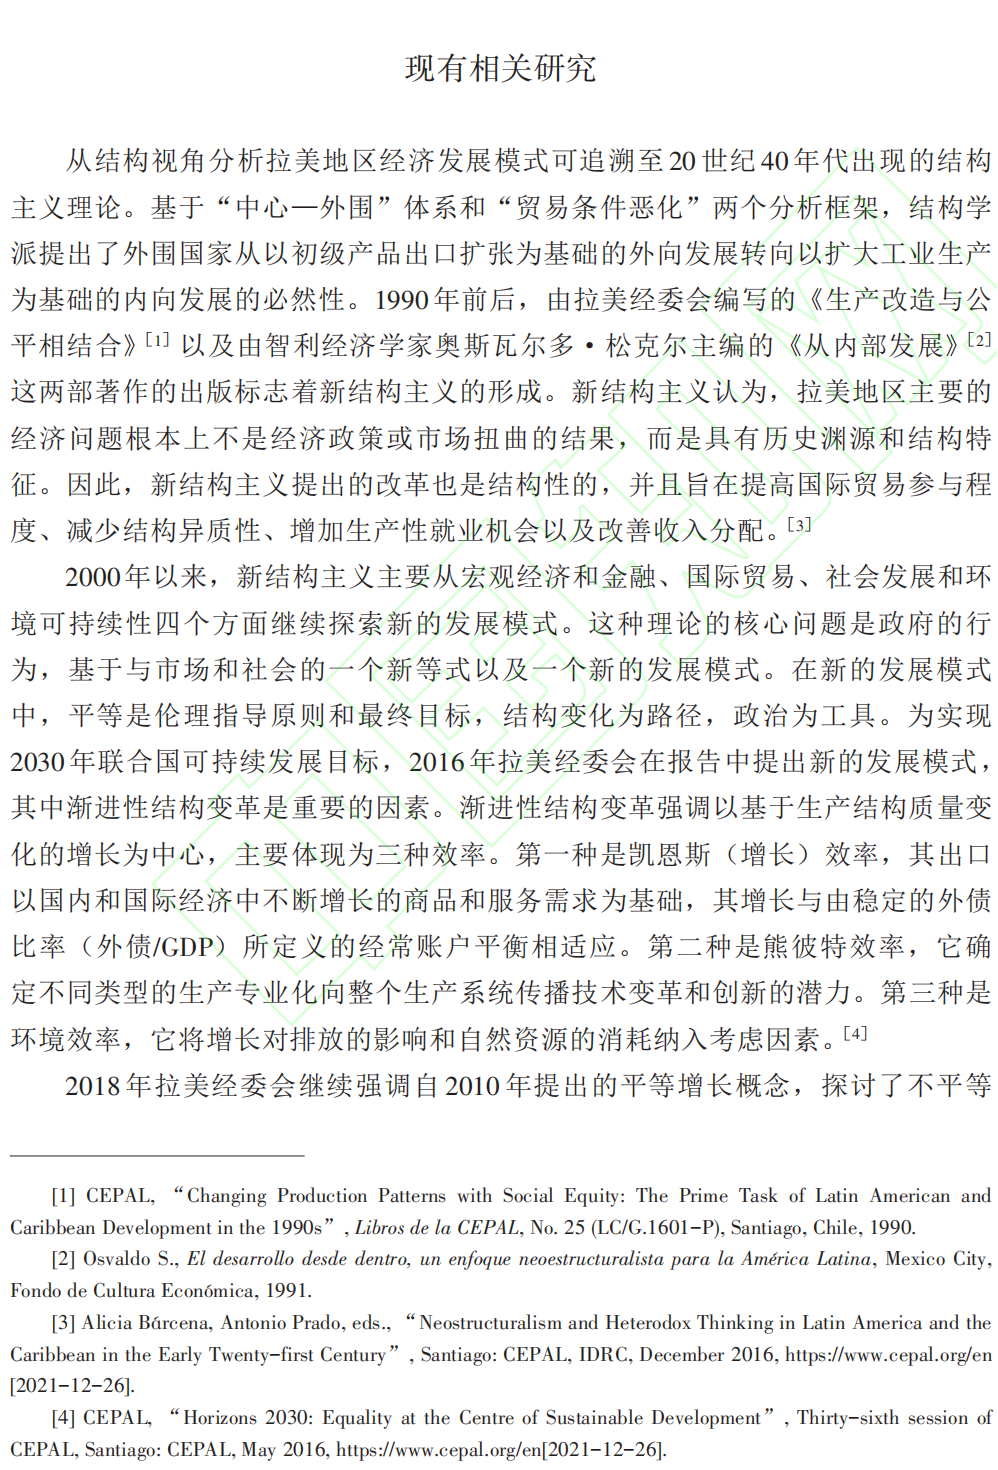 现有相关研究
从结构视角分析拉美地区经济发展模式可追溯至20世纪40年代出现的结构
主义理论。基于“中心—外围”体系和“贸易条件恶化”两个分析框架，结构学
派提出了外围国家从以初级产品出口扩张为基础的外向发展转向以扩大工业生产
为基础的内向发展的必然性。1990年前后，由拉美经委会编写的《生产改造与公
平相结合》[1]以及由智利经济学家奥斯瓦尔多·松克尔主编的《从内部发展》[2]
这两部著作的出版标志着新结构主义的形成。新结构主义认为，拉美地区主要的
经济问题根本上不是经济政策或市场扭曲的结果，而是具有历史渊源和结构特
征。因此，新结构主义提出的改革也是结构性的，并且旨在提高国际贸易参与程
度、减少结构异质性、增加生产性就业机会以及改善收入分配。[3]
2000年以来，新结构主义主要从宏观经济和金融、国际贸易、社会发展和环
境可持续性四个方面继续探索新的发展模式。这种理论的核心问题是政府的行
为，基于与市场和社会的一个新等式以及一个新的发展模式。在新的发展模式
中，平等是伦理指导原则和最终目标，结构变化为路径，政治为工具。为实现
2030年联合国可持续发展目标，2016年拉美经委会在报告中提出新的发展模式，
其中渐进性结构变革是重要的因素。渐进性结构变革强调以基于生产结构质量变
化的增长为中心，主要体现为三种效率。第一种是凯恩斯（增长）效率，其出口
以国内和国际经济中不断增长的商品和服务需求为基础，其增长与由稳定的外债
比率（外债/GDP）所定义的经常账户平衡相适应。第二种是熊彼特效率，它确
定不同类型的生产专业化向整个生产系统传播技术变革和创新的潜力。第三种是
环境效率，它将增长对排放的影响和自然资源的消耗纳入考虑因素。[4]
2018年拉美经委会继续强调自2010年提出的平等增长概念，探讨了不平等
[1] CEPAL, “Changing Production Patterns with Social Equity: The Prime Task of Latin American and
Caribbean Development in the 1990s”, Libros de la CEPAL, No. 25 (LC/G.1601-P), Santiago, Chile, 1990.
[2] Osvaldo S., El desarrollo desde dentro, un enfoque neoestructuralista para la América Latina, Mexico City,
Fondo de Cultura Económica, 1991.
[3] Alicia Bárcena, Antonio Prado, eds., “Neostructuralism and Heterodox Thinking in Latin America and the
Caribbean in the Early Twenty-first Century”, Santiago: CEPAL, IDRC, December 2016, https://www.cepal.org/en
[2021-12-26].
[4] CEPAL, “Horizons 2030: Equality at the Centre of Sustainable Development”, Thirty-sixth session of
CEPAL, Santiago: CEPAL, May 2016, https://www.cepal.org/en[2021-12-26].